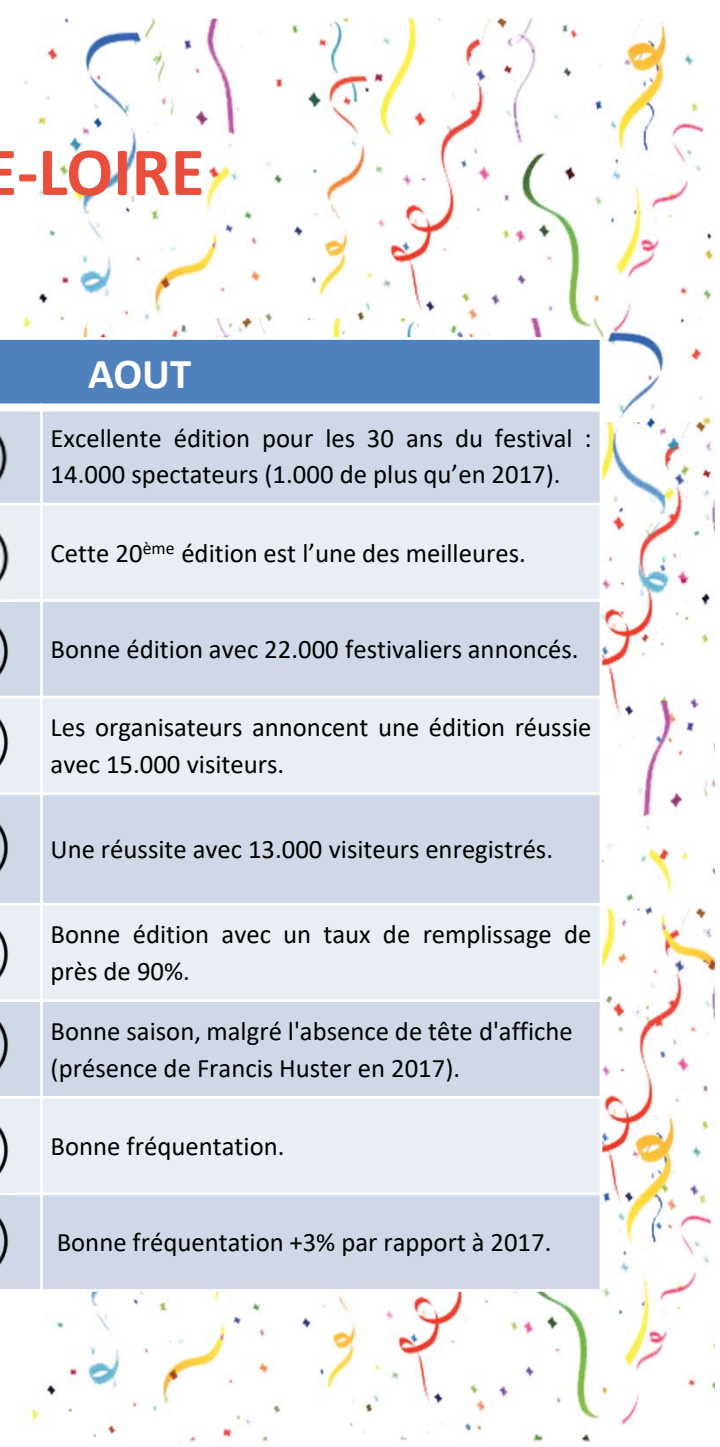 E-LOIRE
AOUT
Excellente édition pour les 30 ans du festival :
14.000 spectateurs (1.000 de plus qu’en 2017).
Cette 20ème édition est l’une des meilleures.
Bonne édition avec 22.000 festivaliers annoncés.
Les organisateurs annoncent une édition réussie
avec 15.000 visiteurs.
Une réussite avec 13.000 visiteurs enregistrés.
Bonne édition avec un taux de remplissage de
près de 90%.
Bonne saison, malgré l'absence de tête d'affiche
(présence de Francis Huster en 2017).
Bonne fréquentation.
Bonne fréquentation +3% par rapport à 2017.